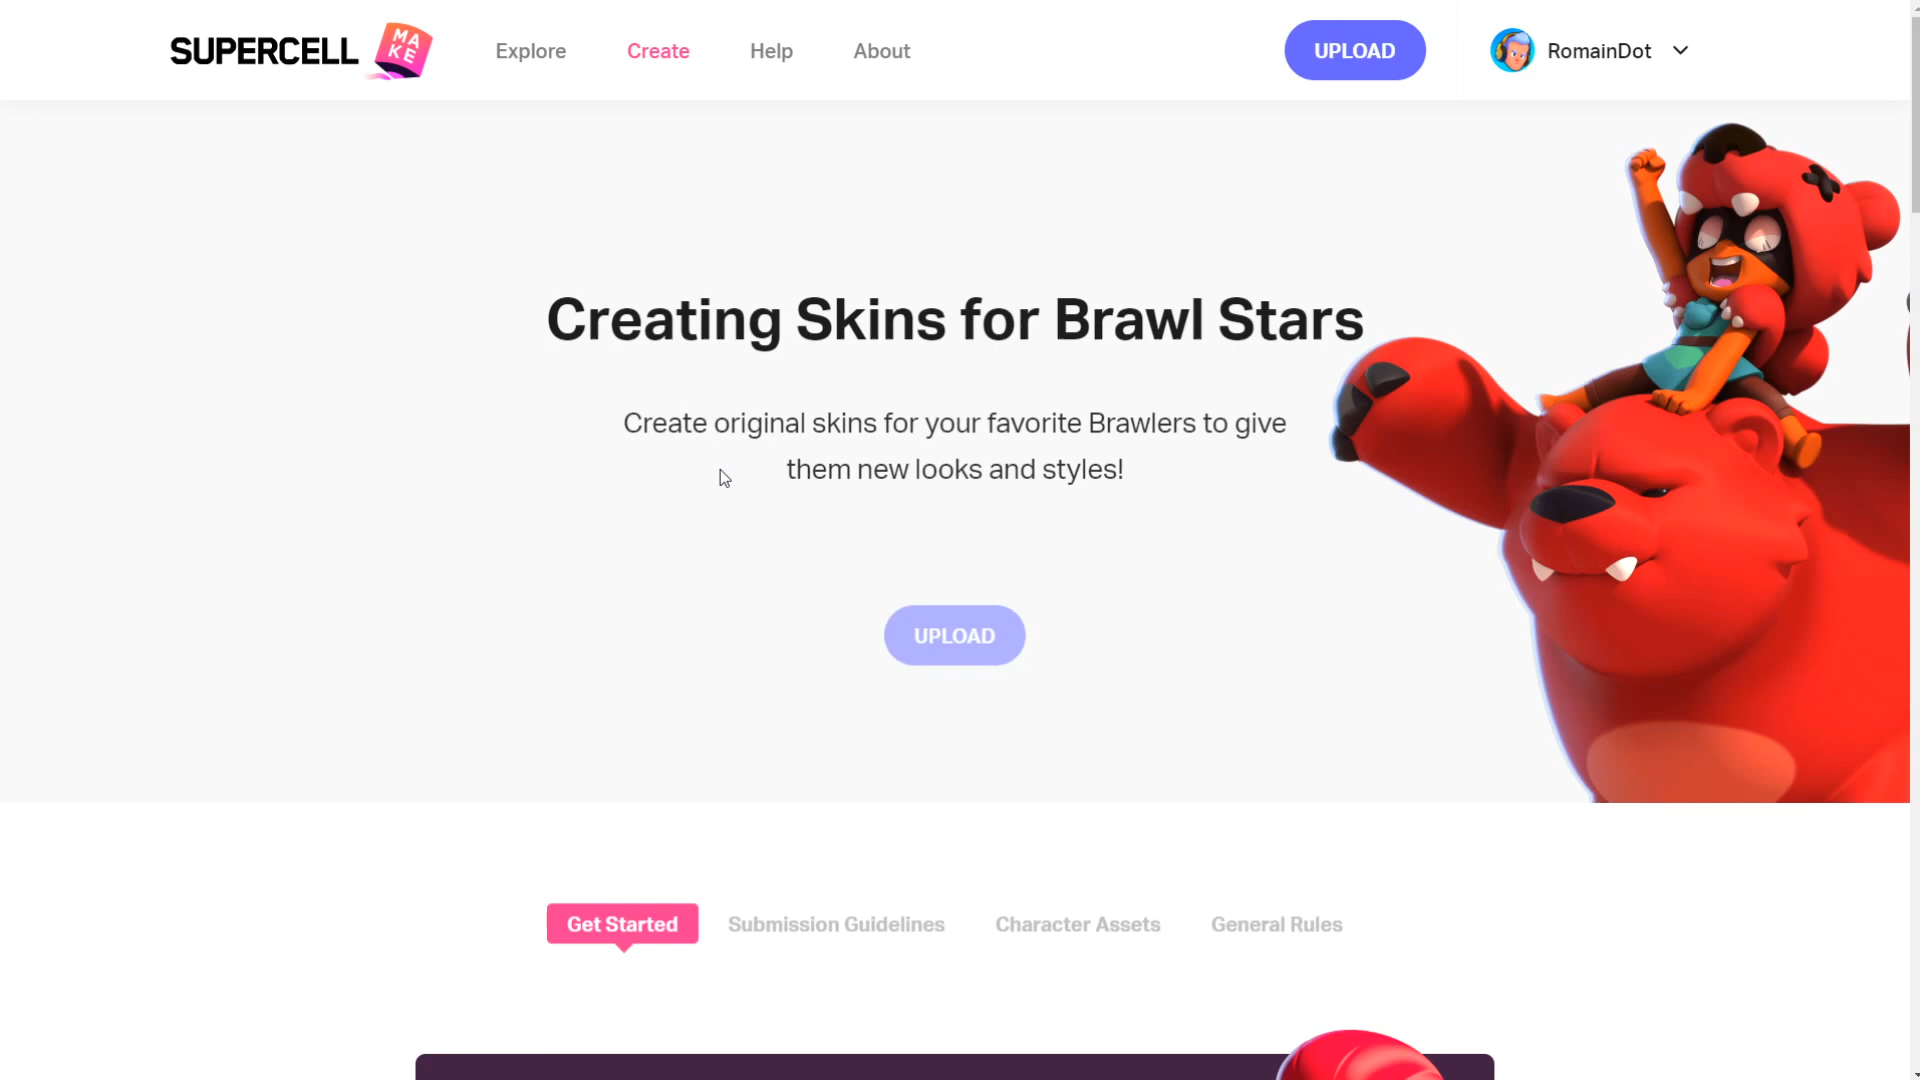 SUPERCELL
MAKE
Explore
Create
Help
About
UPLOAD
RomainDot
Creating Skins for Brawl Stars
Create original skins for your favorite Brawlers to give
them new looks and styles!
UPLOAD
Get Started
Submission Guidelines
Character Assets
General Rules